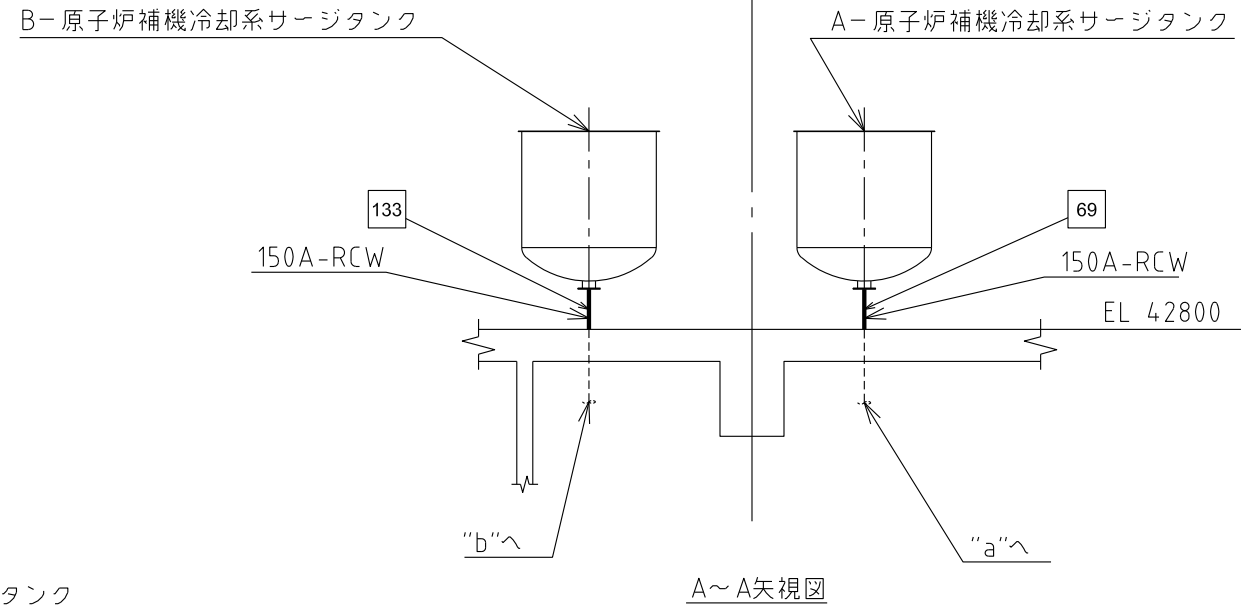 B-原子炉補機冷却系サージタンク
A-原子炉補機冷却系サージタンク
133
69
150A-RCW
150A-RCW
EL 42800
"b"へ
"a"へ
A～A矢視図
タンク